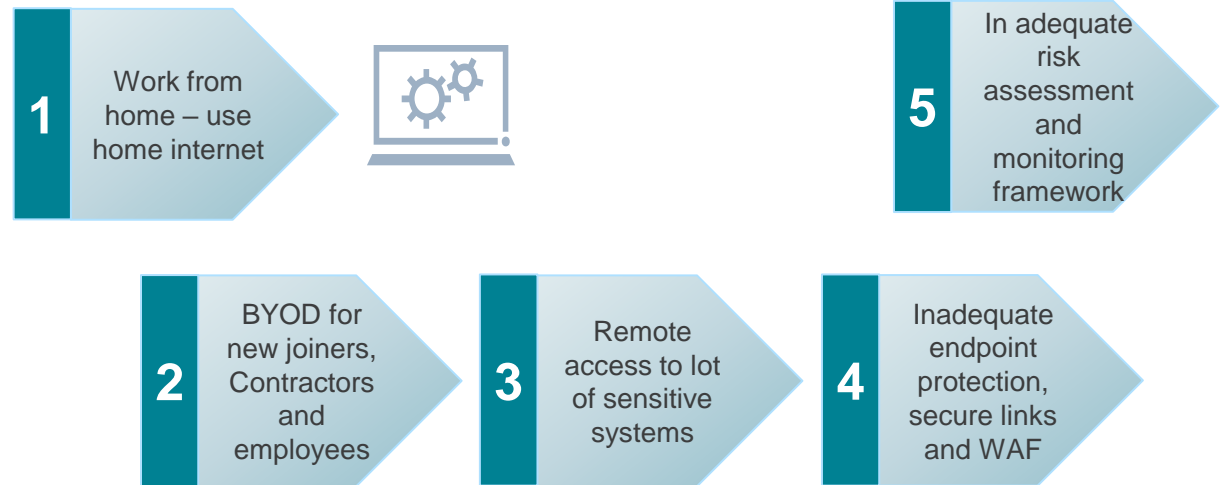 1
Work from
home – use
home internet
2
BYOD for
new joiners,
Contractors
and
employees
3
Remote
access to lot
of sensitive
systems
4
Inadequate
endpoint
protection,
secure links
and WAF
5
In adequate
risk
assessment
and
monitoring
framework